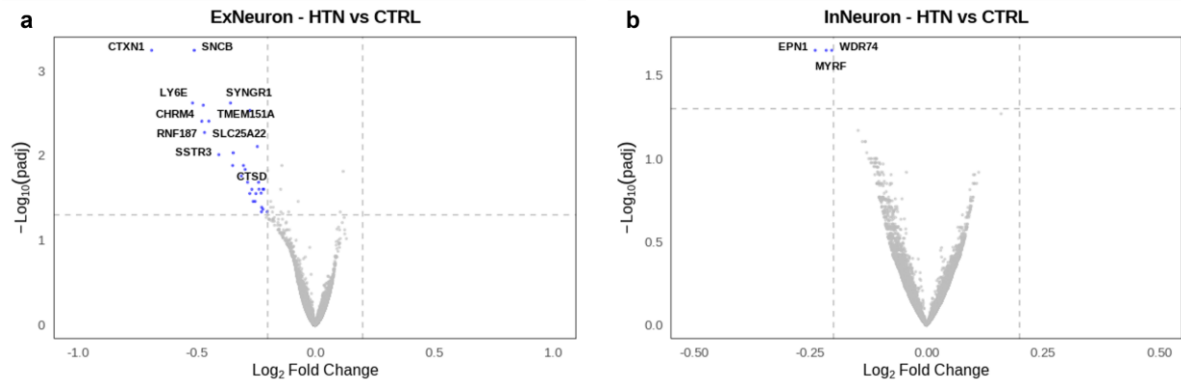 a
ExNeuron - HTN vs CTRL
CTXN1
SNCB
LY6E
SYNGR1
CHRM4
TMEM151A
RNF187
SLC25A22
SSTR3
CTSD
3
2
1
0
−Log10(padj)
-1.0
-0.5
0.0
0.5
1.0
Log2 Fold Change
b
InNeuron - HTN vs CTRL
EPN1
WDR74
MYRF
1.5
1.0
0.5
0.0
−Log10(padj)
-0.50
-0.25
0.00
0.25
0.50
Log2 Fold Change